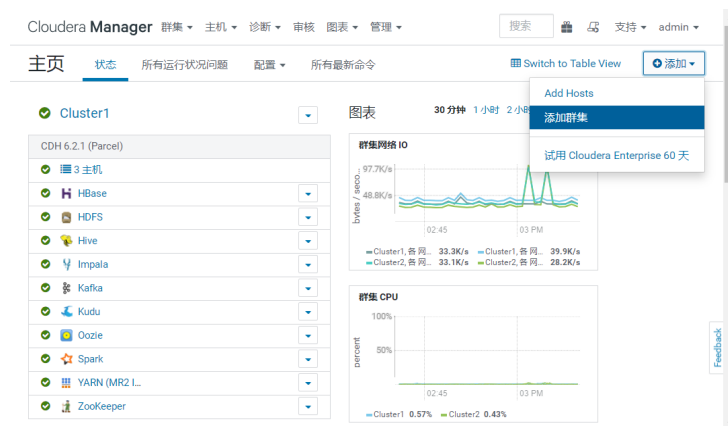 Cloudera Manager 群集 主机 诊断 审核 图表 管理 搜索 支持 admin
主页 状态 所有运行状况问题 配置 所有最新命令 Switch to Table View 添加
Add Hosts
添加群集
试用 Cloudera Enterprise 60 天
Cluster1
CDH 6.2.1 (Parcel)
3 主机
HBase
HDFS
Hive
Impala
Kafka
Kudu
Oozie
Spark
YARN (MR2 I...
ZooKeeper
图表 30 分钟 1 小时 2 小时
群集网络 IO
bytes / seco...
97.7K/s
48.8K/s
02:45 03 PM
Cluster1, 各 网... 33.3K/s Cluster1, 各 网... 39.9K/s
Cluster2, 各 网... 33.1K/s Cluster2, 各 网... 28.2K/s
群集 CPU
percent
100%
50%
02:45 03 PM
Cluster1 0.57% Cluster2 0.43%
Feedback